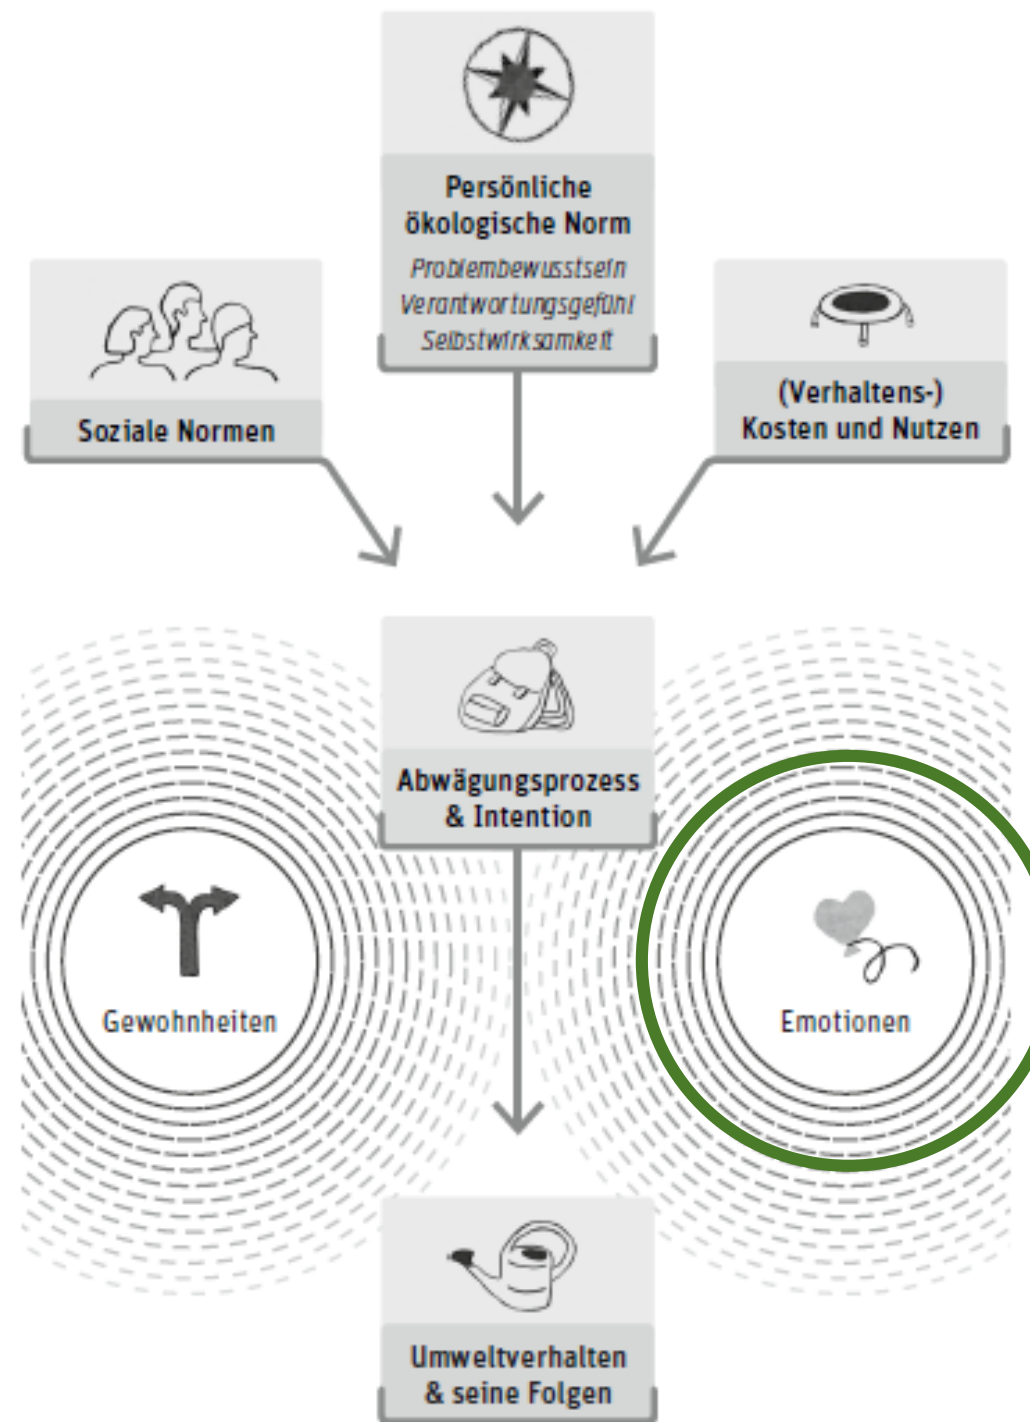 Persönliche
ökologische Norm
Problembewusstsein
Verantwortungsgefühl
Selbstwirksamkeit
Soziale Normen
(Verhaltens-)
Kosten und Nutzen
Abwägungsprozess
& Intention
Gewohnheiten
Emotionen
Umweltverhalten
& seine Folgen